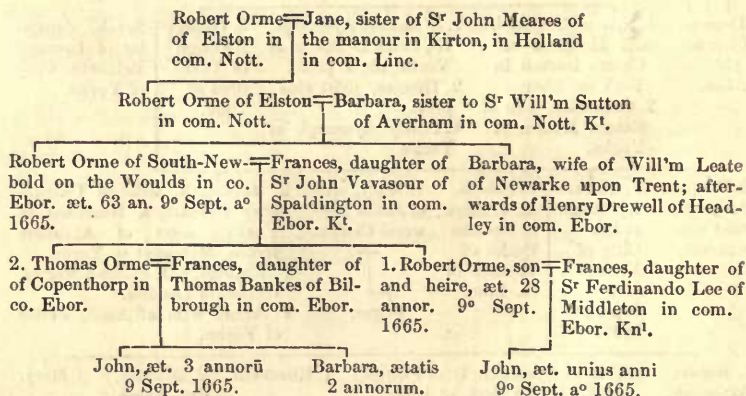 Robert Orme Jane, sister of Sʳ John Meares of
of Elston in the manour in Kirton, in Holland
com. Nott. in com. Linc.
Robert Orme of Elston Barbara, sister to Sʳ Will'm Sutton
in com. Nott. of Averham in com. Nott. Kᵗ.
Robert Orme of South-New-
bold on the Woulds in co.
Ebor. æt. 63 an. 9º Sept. aº
1665.
Frances, daughter of
Sʳ John Vavasour of
Spaldington in com.
Ebor. Kᵗ.
Barbara, wife of Will'm Leate
of Newarke upon Trent; after-
wards of Henry Drewell of Head-
ley in com. Ebor.
2. Thomas Orme
of Copenthorp in
co. Ebor.
Frances, daughter of
Thomas Bankes of Bil-
brough in com. Ebor.
1. Robert Orme, son
and heire, æt. 28
annor. 9º Sept.
1665.
Frances, daughter of
Sʳ Ferdinando Lee of
Middleton in com.
Ebor. Knᵗ.
John, æt. 3 annorū
9 Sept. 1665.
Barbara, ætatis
2 annorum.
John, æt. unius anni
9º Sept. aº 1665.